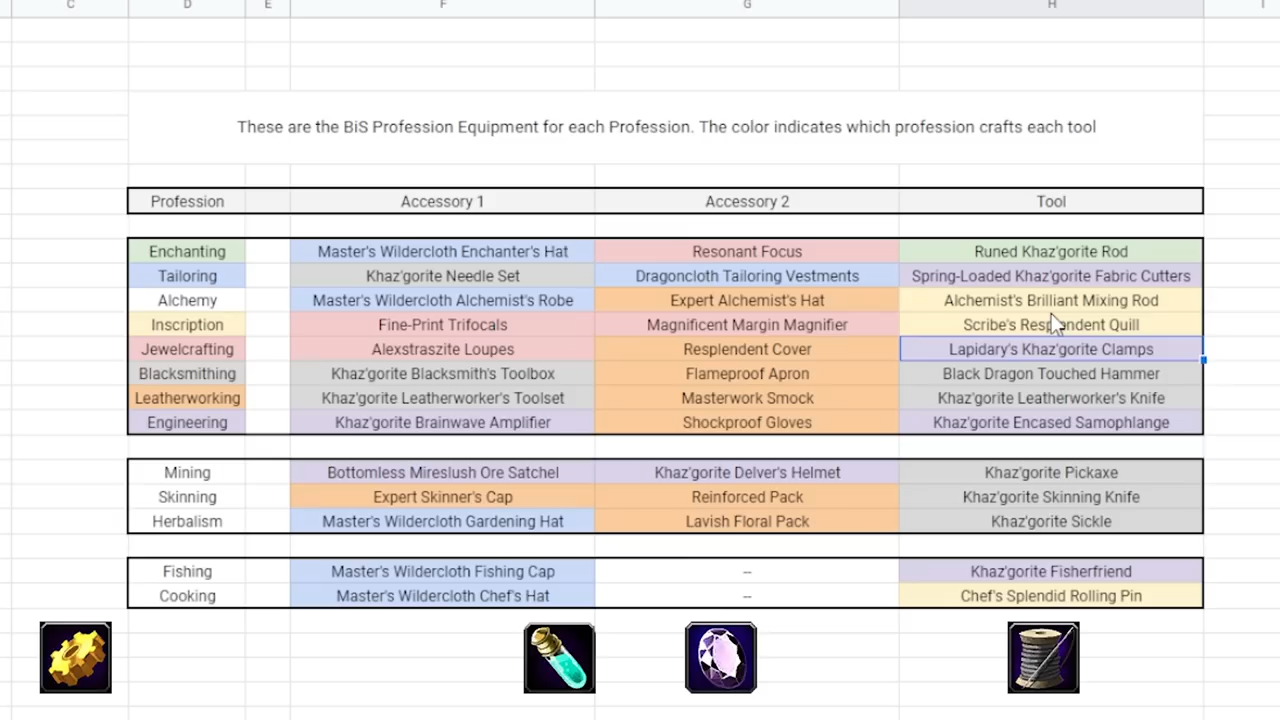 C D E F G H I
These are the BiS Profession Equipment for each Profession. The color indicates which profession crafts each tool
Profession Accessory 1 Accessory 2 Tool
Enchanting Master's Wildercloth Enchanter's Hat Resonant Focus Runed Khaz'gorite Rod
Tailoring Khaz'gorite Needle Set Dragoncloth Tailoring Vestments Spring-Loaded Khaz'gorite Fabric Cutters
Alchemy Master's Wildercloth Alchemist's Robe Expert Alchemist's Hat Alchemist's Brilliant Mixing Rod
Inscription Fine-Print Trifocals Magnificent Margin Magnifier Scribe's Resplendent Quill
Jewelcrafting Alexstraszite Loupes Resplendent Cover Lapidary's Khaz'gorite Clamps
Blacksmithing Khaz'gorite Blacksmith's Toolbox Flameproof Apron Black Dragon Touched Hammer
Leatherworking Khaz'gorite Leatherworker's Toolset Masterwork Smock Khaz'gorite Leatherworker's Knife
Engineering Khaz'gorite Brainwave Amplifier Shockproof Gloves Khaz'gorite Encased Samophlange
Mining Bottomless Mireslush Ore Satchel Khaz'gorite Delver's Helmet Khaz'gorite Pickaxe
Skinning Expert Skinner's Cap Reinforced Pack Khaz'gorite Skinning Knife
Herbalism Master's Wildercloth Gardening Hat Lavish Floral Pack Khaz'gorite Sickle
Fishing Master's Wildercloth Fishing Cap -- Khaz'gorite Fisherfriend
Cooking Master's Wildercloth Chef's Hat -- Chef's Splendid Rolling Pin